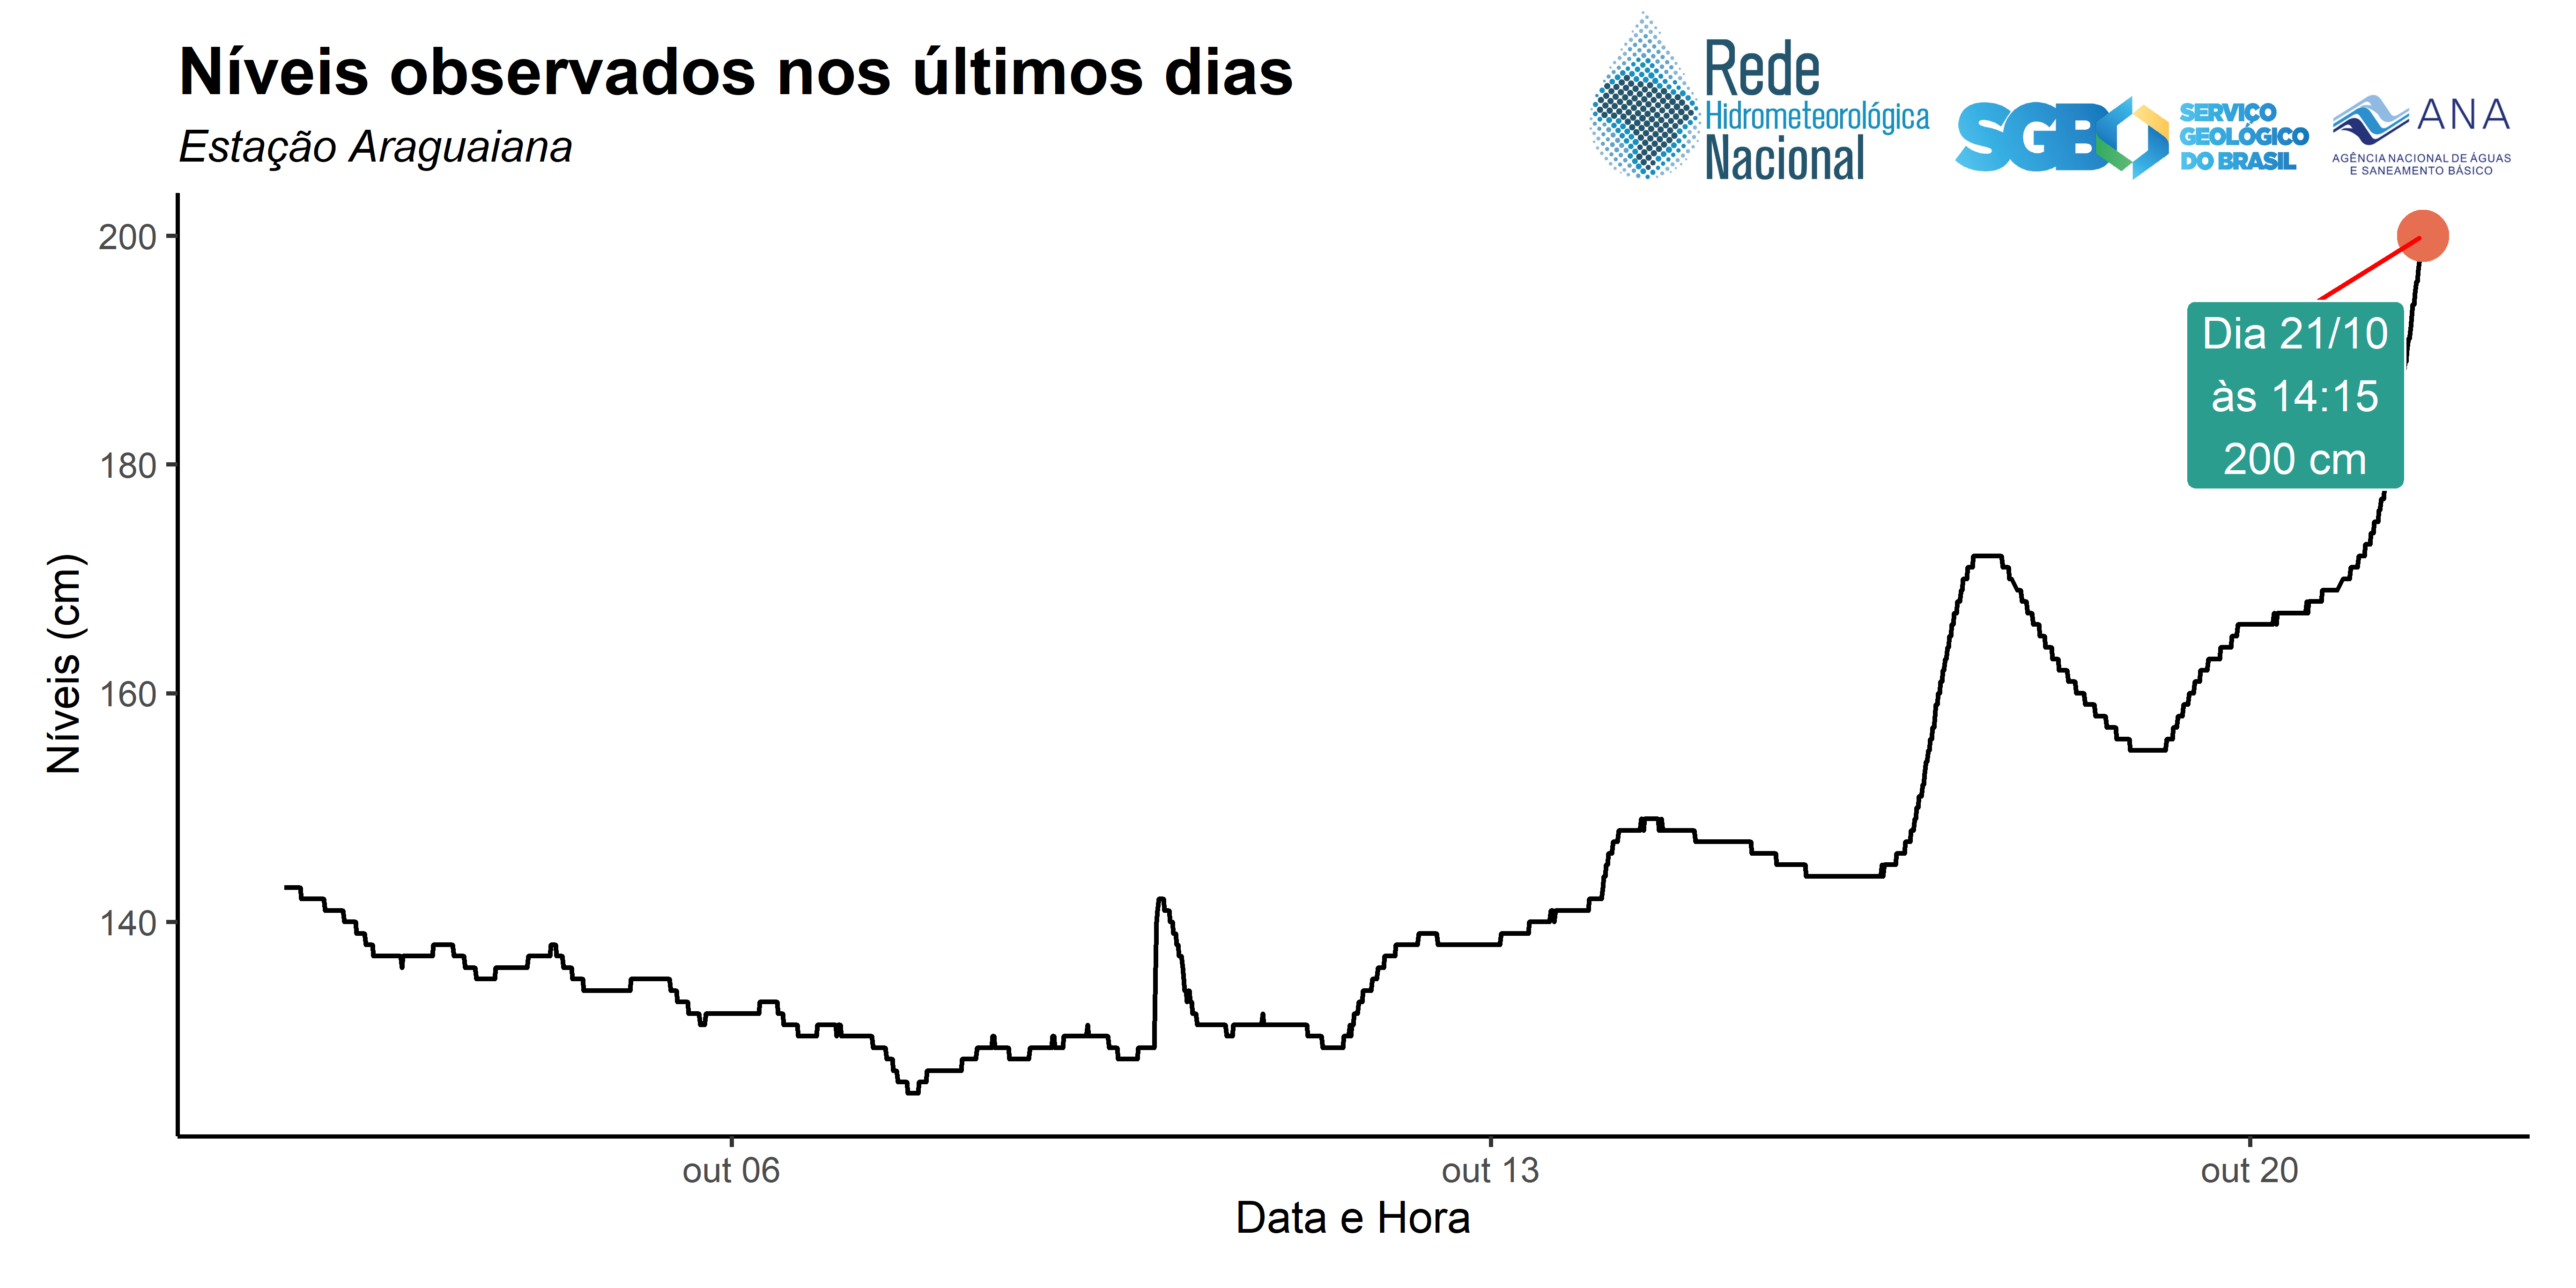 Níveis observados nos últimos dias
Estação Araguaiana
Rede
Hidrometeorológica
Nacional
SGB
SERVIÇO
GEOLÓGICO
DO BRASIL
ANA
AGÊNCIA NACIONAL DE ÁGUAS
E SANEAMENTO BÁSICO
200
180
160
140
Níveis (cm)
Dia 21/10
às 14:15
200 cm
out 06
out 13
out 20
Data e Hora